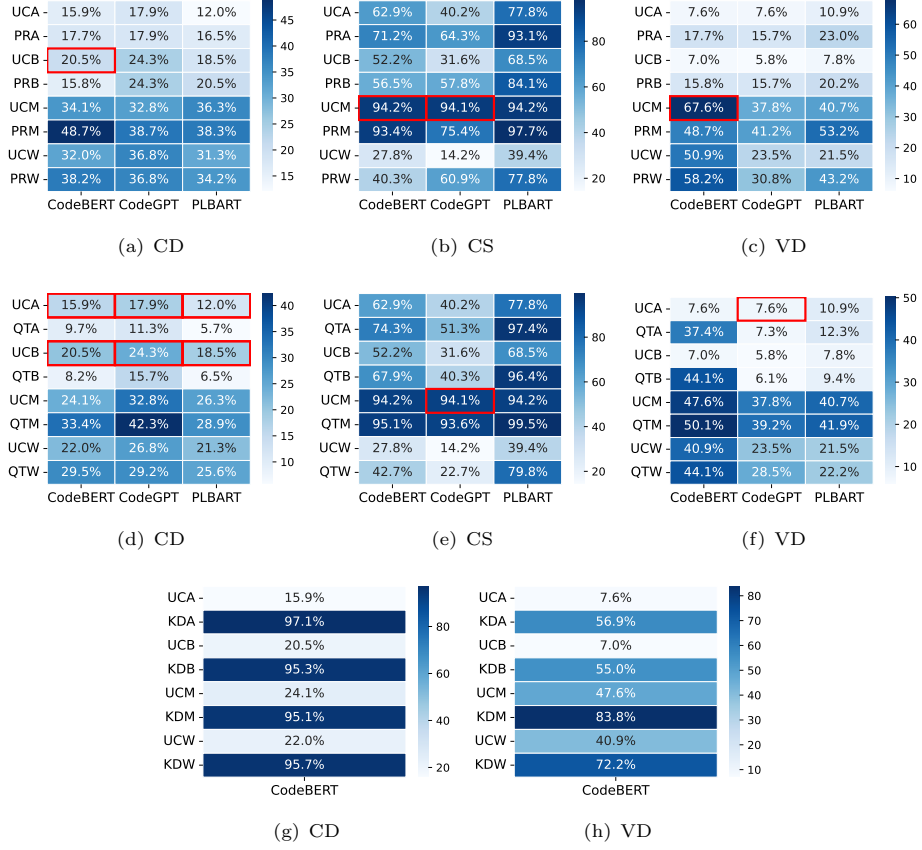 UCA 15.9% 17.9% 12.0%
PRA 17.7% 17.9% 16.5%
UCB 20.5% 24.3% 18.5%
PRB 15.8% 24.3% 20.5%
UCM 34.1% 32.8% 36.3%
PRM 48.7% 38.7% 38.3%
UCW 32.0% 36.8% 31.3%
PRW 38.2% 36.8% 34.2%
CodeBERT CodeGPT PLBART
45
40
35
30
25
20
15
(a) CD
UCA 62.9% 40.2% 77.8%
PRA 71.2% 64.3% 93.1%
UCB 52.2% 31.6% 68.5%
PRB 56.5% 57.8% 84.1%
UCM 94.2% 94.1% 94.2%
PRM 93.4% 75.4% 97.7%
UCW 27.8% 14.2% 39.4%
PRW 40.3% 60.9% 77.8%
CodeBERT CodeGPT PLBART
80
60
40
20
(b) CS
UCA 7.6% 7.6% 10.9%
PRA 17.7% 15.7% 23.0%
UCB 7.0% 5.8% 7.8%
PRB 15.8% 15.7% 20.2%
UCM 67.6% 37.8% 40.7%
PRM 48.7% 41.2% 53.2%
UCW 50.9% 23.5% 21.5%
PRW 58.2% 30.8% 43.2%
CodeBERT CodeGPT PLBART
60
50
40
30
20
10
(c) VD
UCA 15.9% 17.9% 12.0%
QTA 9.7% 11.3% 5.7%
UCB 20.5% 24.3% 18.5%
QTB 8.2% 15.7% 6.5%
UCM 24.1% 32.8% 26.3%
QTM 33.4% 42.3% 28.9%
UCW 22.0% 26.8% 21.3%
QTW 29.5% 29.2% 25.6%
CodeBERT CodeGPT PLBART
40
35
30
25
20
15
10
(d) CD
UCA 62.9% 40.2% 77.8%
QTA 74.3% 51.3% 97.4%
UCB 52.2% 31.6% 68.5%
QTB 67.9% 40.3% 96.4%
UCM 94.2% 94.1% 94.2%
QTM 95.1% 93.6% 99.5%
UCW 27.8% 14.2% 39.4%
QTW 42.7% 22.7% 79.8%
CodeBERT CodeGPT PLBART
80
60
40
20
(e) CS
UCA 7.6% 7.6% 10.9%
QTA 37.4% 7.3% 12.3%
UCB 7.0% 5.8% 7.8%
QTB 44.1% 6.1% 9.4%
UCM 47.6% 37.8% 40.7%
QTM 50.1% 39.2% 41.9%
UCW 40.9% 23.5% 21.5%
QTW 44.1% 28.5% 22.2%
CodeBERT CodeGPT PLBART
50
40
30
20
10
(f) VD
UCA 15.9%
KDA 97.1%
UCB 20.5%
KDB 95.3%
UCM 24.1%
KDM 95.1%
UCW 22.0%
KDW 95.7%
CodeBERT
80
60
40
20
(g) CD
UCA 7.6%
KDA 56.9%
UCB 7.0%
KDB 55.0%
UCM 47.6%
KDM 83.8%
UCW 40.9%
KDW 72.2%
CodeBERT
80
70
60
50
40
30
20
10
(h) VD